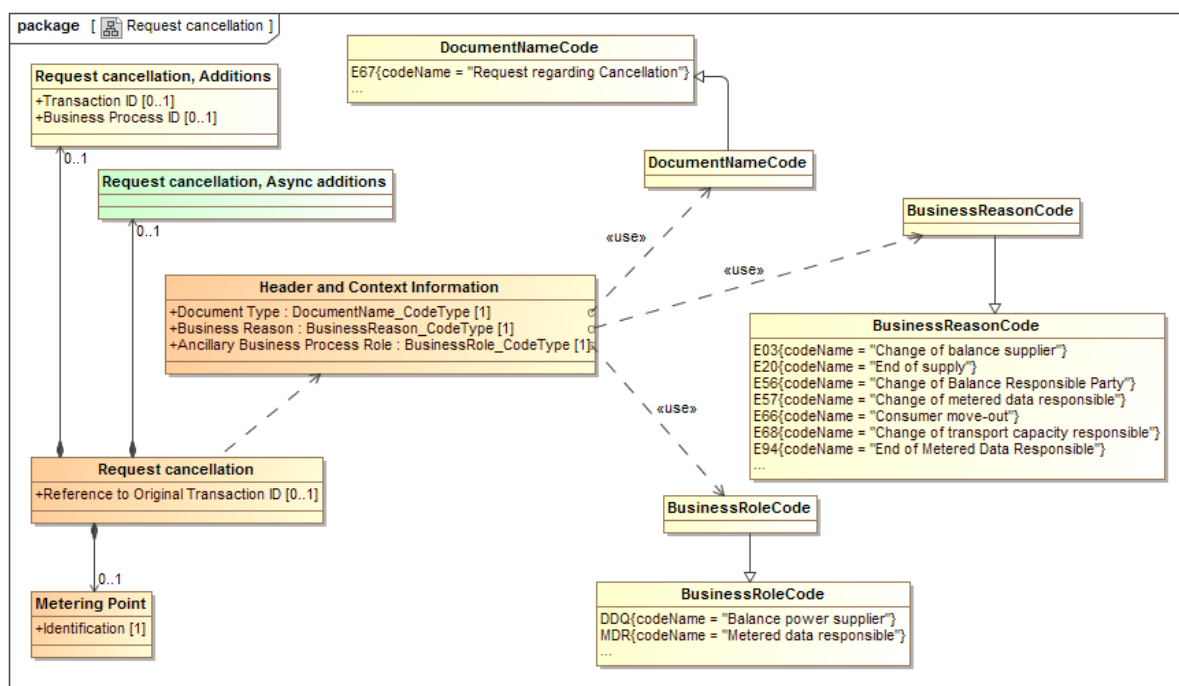 package [ Request cancellation ]
DocumentNameCode
E67{codeName = "Request regarding Cancellation"}
...
Request cancellation, Additions
+Transaction ID [0..1]
+Business Process ID [0..1]
0..1
DocumentNameCode
Request cancellation, Async additions
0..1
BusinessReasonCode
«use»
«use»
Header and Context Information
+Document Type : DocumentName_CodeType [1]
+Business Reason : BusinessReason_CodeType [1]
+Ancillary Business Process Role : BusinessRole_CodeType [1]
BusinessReasonCode
E03{codeName = "Change of balance supplier"}
E20{codeName = "End of supply"}
E56{codeName = "Change of Balance Responsible Party"}
E57{codeName = "Change of metered data responsible"}
E66{codeName = "Consumer move-out"}
E68{codeName = "Change of transport capacity responsible"}
E94{codeName = "End of Metered Data Responsible"}
...
«use»
Request cancellation
+Reference to Original Transaction ID [0..1]
BusinessRoleCode
0..1
Metering Point
+Identification [1]
BusinessRoleCode
DDQ{codeName = "Balance power supplier"}
MDR{codeName = "Metered data responsible"}
...